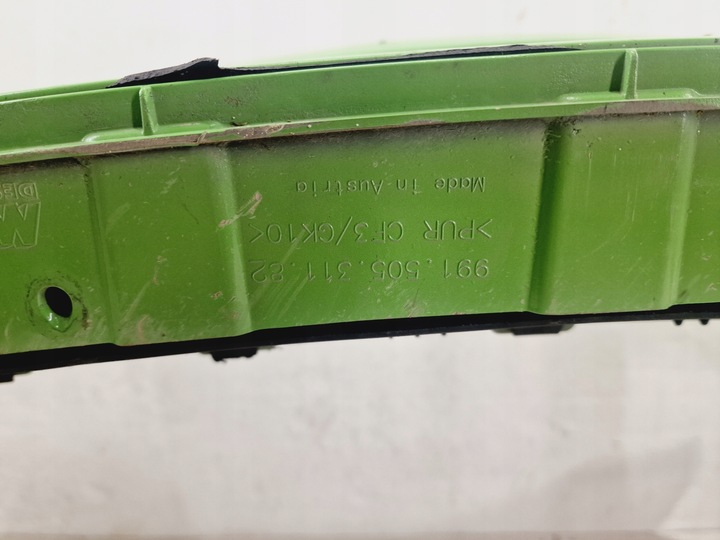 991.505.311.82
>PUR CF3/GK10<
Made in Austria